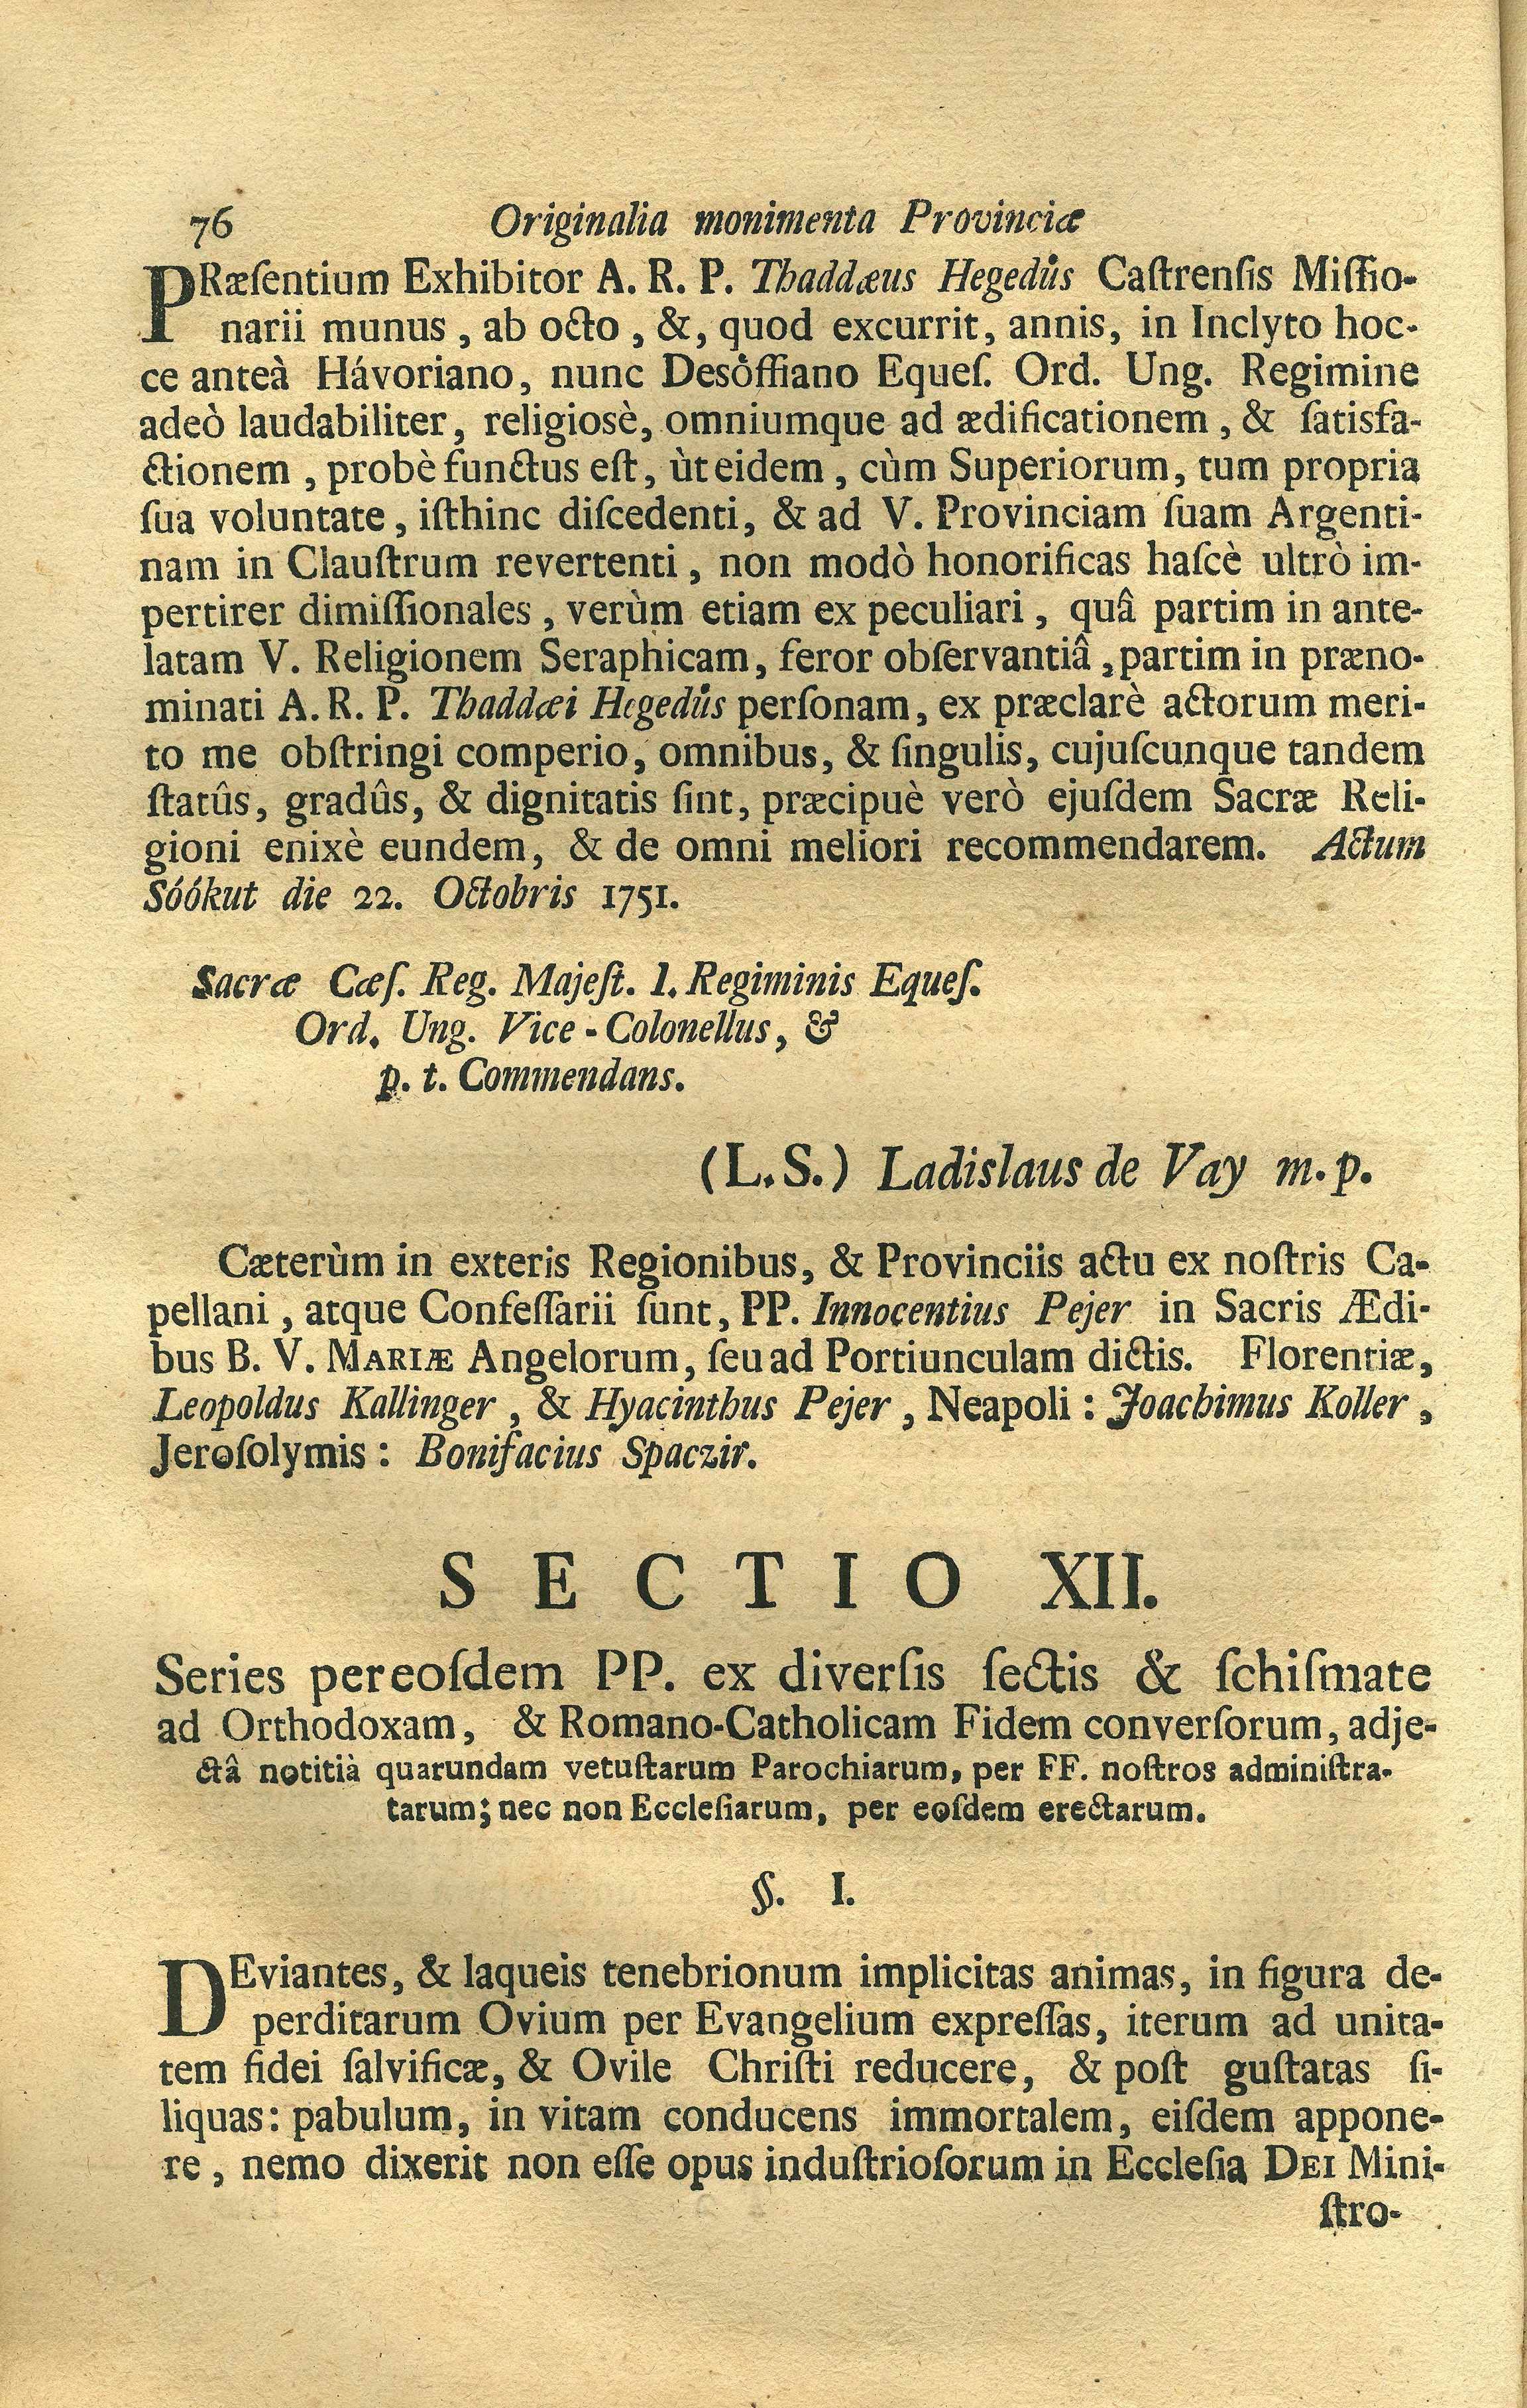 76 Originalia monimenta Provinciæ
PRæſentium Exhibitor A. R. P. Thaddæus Hegedűs Caſtrenſis Miſſio-
narii munus , ab octo , &, quod excurrit, annis, in Inclyto hoc-
ce anteà Hávoriano, nunc Desőffiano Equeſ. Ord. Ung. Regimine
adeò laudabiliter, religiosè, omniumque ad ædificationem , & ſatisfa-
ctionem , probè functus eſt, ùt eidem , cùm Superiorum, tum propria
ſua voluntate , iſthinc diſcedenti, & ad V. Provinciam ſuam Argenti-
nam in Clauſtrum revertenti , non modò honorificas haſcè ultrò im-
pertirer dimiſſionales , verùm etiam ex peculiari , quâ partim in ante-
latam V. Religionem Seraphicam, feror obſervantiâ , partim in præno-
minati A. R. P. Thaddæi Hegedűs perſonam, ex præclarè actorum meri-
to me obſtringi comperio, omnibus, & ſingulis, cujuſcunque tandem
ſtatûs, gradûs, & dignitatis ſint, præcipuè verò ejuſdem Sacræ Reli-
gioni enixè eundem, & de omni meliori recommendarem. Actum
Sóókut die 22. Octobris 1751.
Sacræ Cæſ. Reg. Majeſt. I. Regiminis Equeſ.
Ord. Ung. Vice - Colonellus, &
p. t. Commendans.
(L. S.) Ladislaus de Vay m. p.
Cæterùm in exteris Regionibus, & Provinciis actu ex noſtris Ca-
pellani , atque Confeſſarii ſunt, PP. Innocentius Pejer in Sacris Ædi-
bus B. V. MARIÆ Angelorum, ſeu ad Portiunculam dictis. Florentiæ,
Leopoldus Kallinger , & Hyacinthus Pejer , Neapoli : Joachimus Koller ,
Jeroſolymis : Bonifacius Spaczir.
SECTIO XII.
Series per eoſdem PP. ex diverſis ſectis & ſchiſmate
ad Orthodoxam, & Romano-Catholicam Fidem converſorum, adje-
ctâ notitiâ quarundam vetuſtarum Parochiarum, per FF. noſtros adminiſtra-
tarum; nec non Eccleſiarum, per eoſdem erectarum.
§. I.
DEviantes, & laqueis tenebrionum implicitas animas, in figura de-
perditarum Ovium per Evangelium expreſſas, iterum ad unita-
tem fidei ſalvificæ, & Ovile Chriſti reducere, & poſt guſtatas ſi-
liquas: pabulum, in vitam conducens immortalem, eiſdem appone-
re , nemo dixerit non eſſe opus induſtrioſorum in Eccleſia DEI Mini-
ſtro-